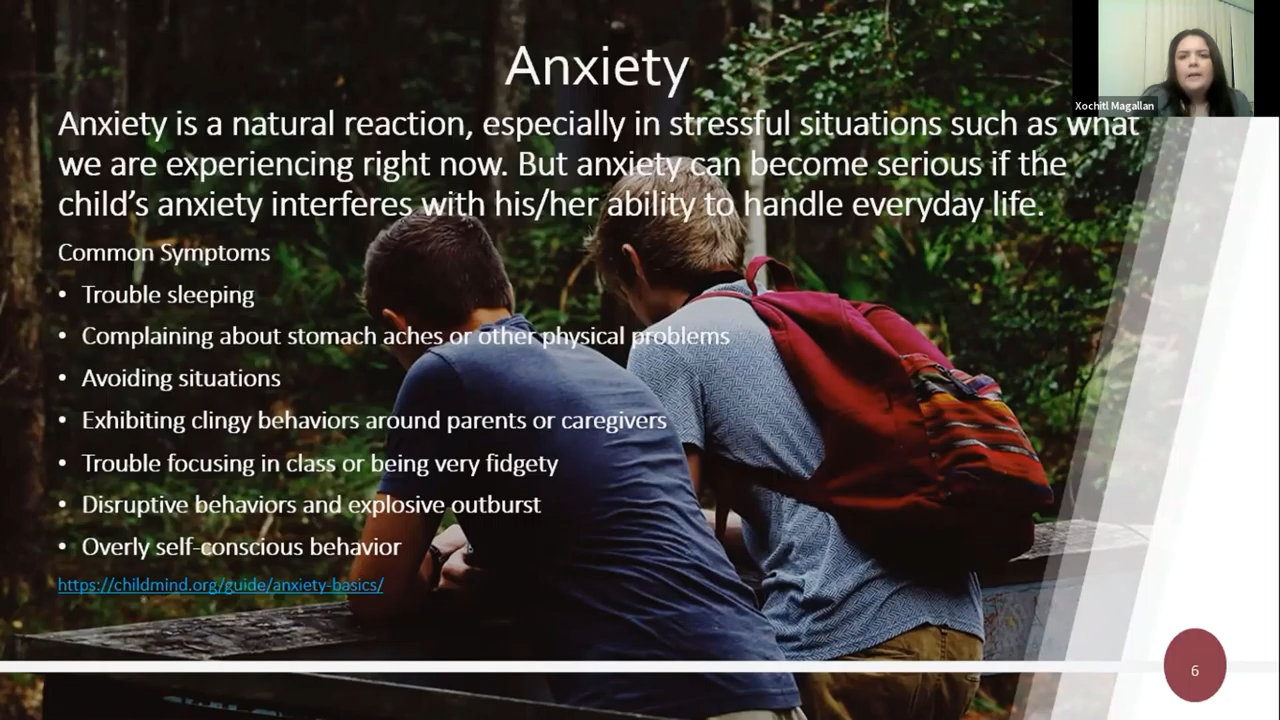 Anxiety
Xochitl Magallan
Anxiety is a natural reaction, especially in stressful situations such as what
we are experiencing right now. But anxiety can become serious if the
child’s anxiety interferes with his/her ability to handle everyday life.
Common Symptoms
• Trouble sleeping
• Complaining about stomach aches or other physical problems
• Avoiding situations
• Exhibiting clingy behaviors around parents or caregivers
• Trouble focusing in class or being very fidgety
• Disruptive behaviors and explosive outburst
• Overly self-conscious behavior
https://childmind.org/guide/anxiety-basics/
6